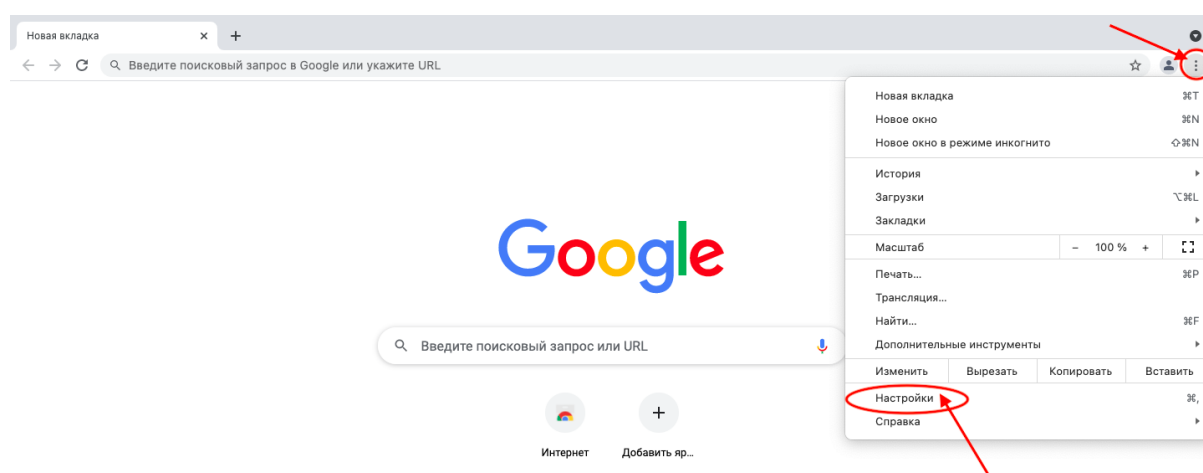 Новая вкладка
Введите поисковый запрос в Google или укажите URL
Новая вкладка ⌘T
Новое окно ⌘N
Новое окно в режиме инкогнито ⇧⌘N
История
Загрузки ⌥⌘L
Закладки
Масштаб - 100 % +
Печать... ⌘P
Трансляция...
Найти... ⌘F
Дополнительные инструменты
Изменить Вырезать Копировать Вставить
Настройки ⌘,
Справка
Google
Введите поисковый запрос или URL
Интернет Добавить яр...